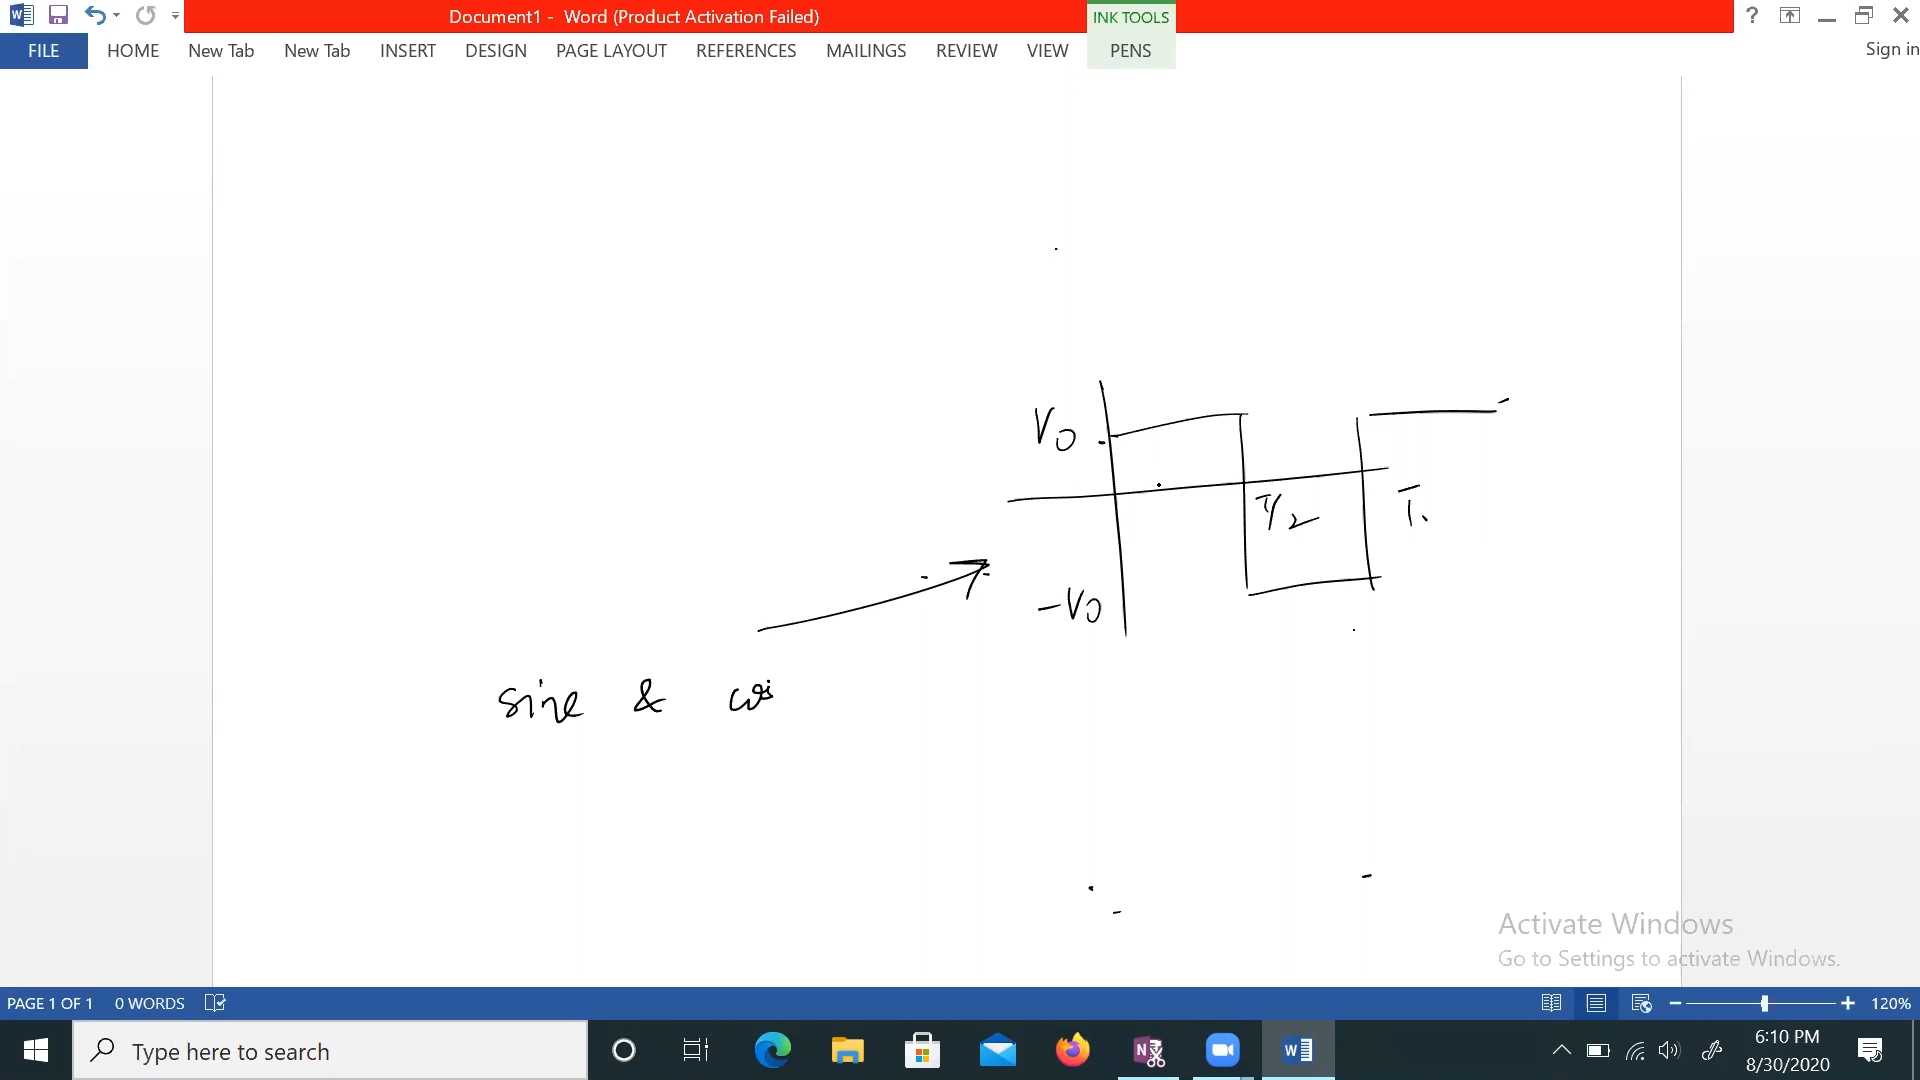 Document1 - Word (Product Activation Failed)
INK TOOLS
?
FILE HOME New Tab New Tab INSERT DESIGN PAGE LAYOUT REFERENCES MAILINGS REVIEW VIEW PENS Sign in
V0
T/2
T
-V0
sine &
Activate Windows
Go to Settings to activate Windows.
PAGE 1 OF 1 0 WORDS 120%
Type here to search
6:10 PM
8/30/2020